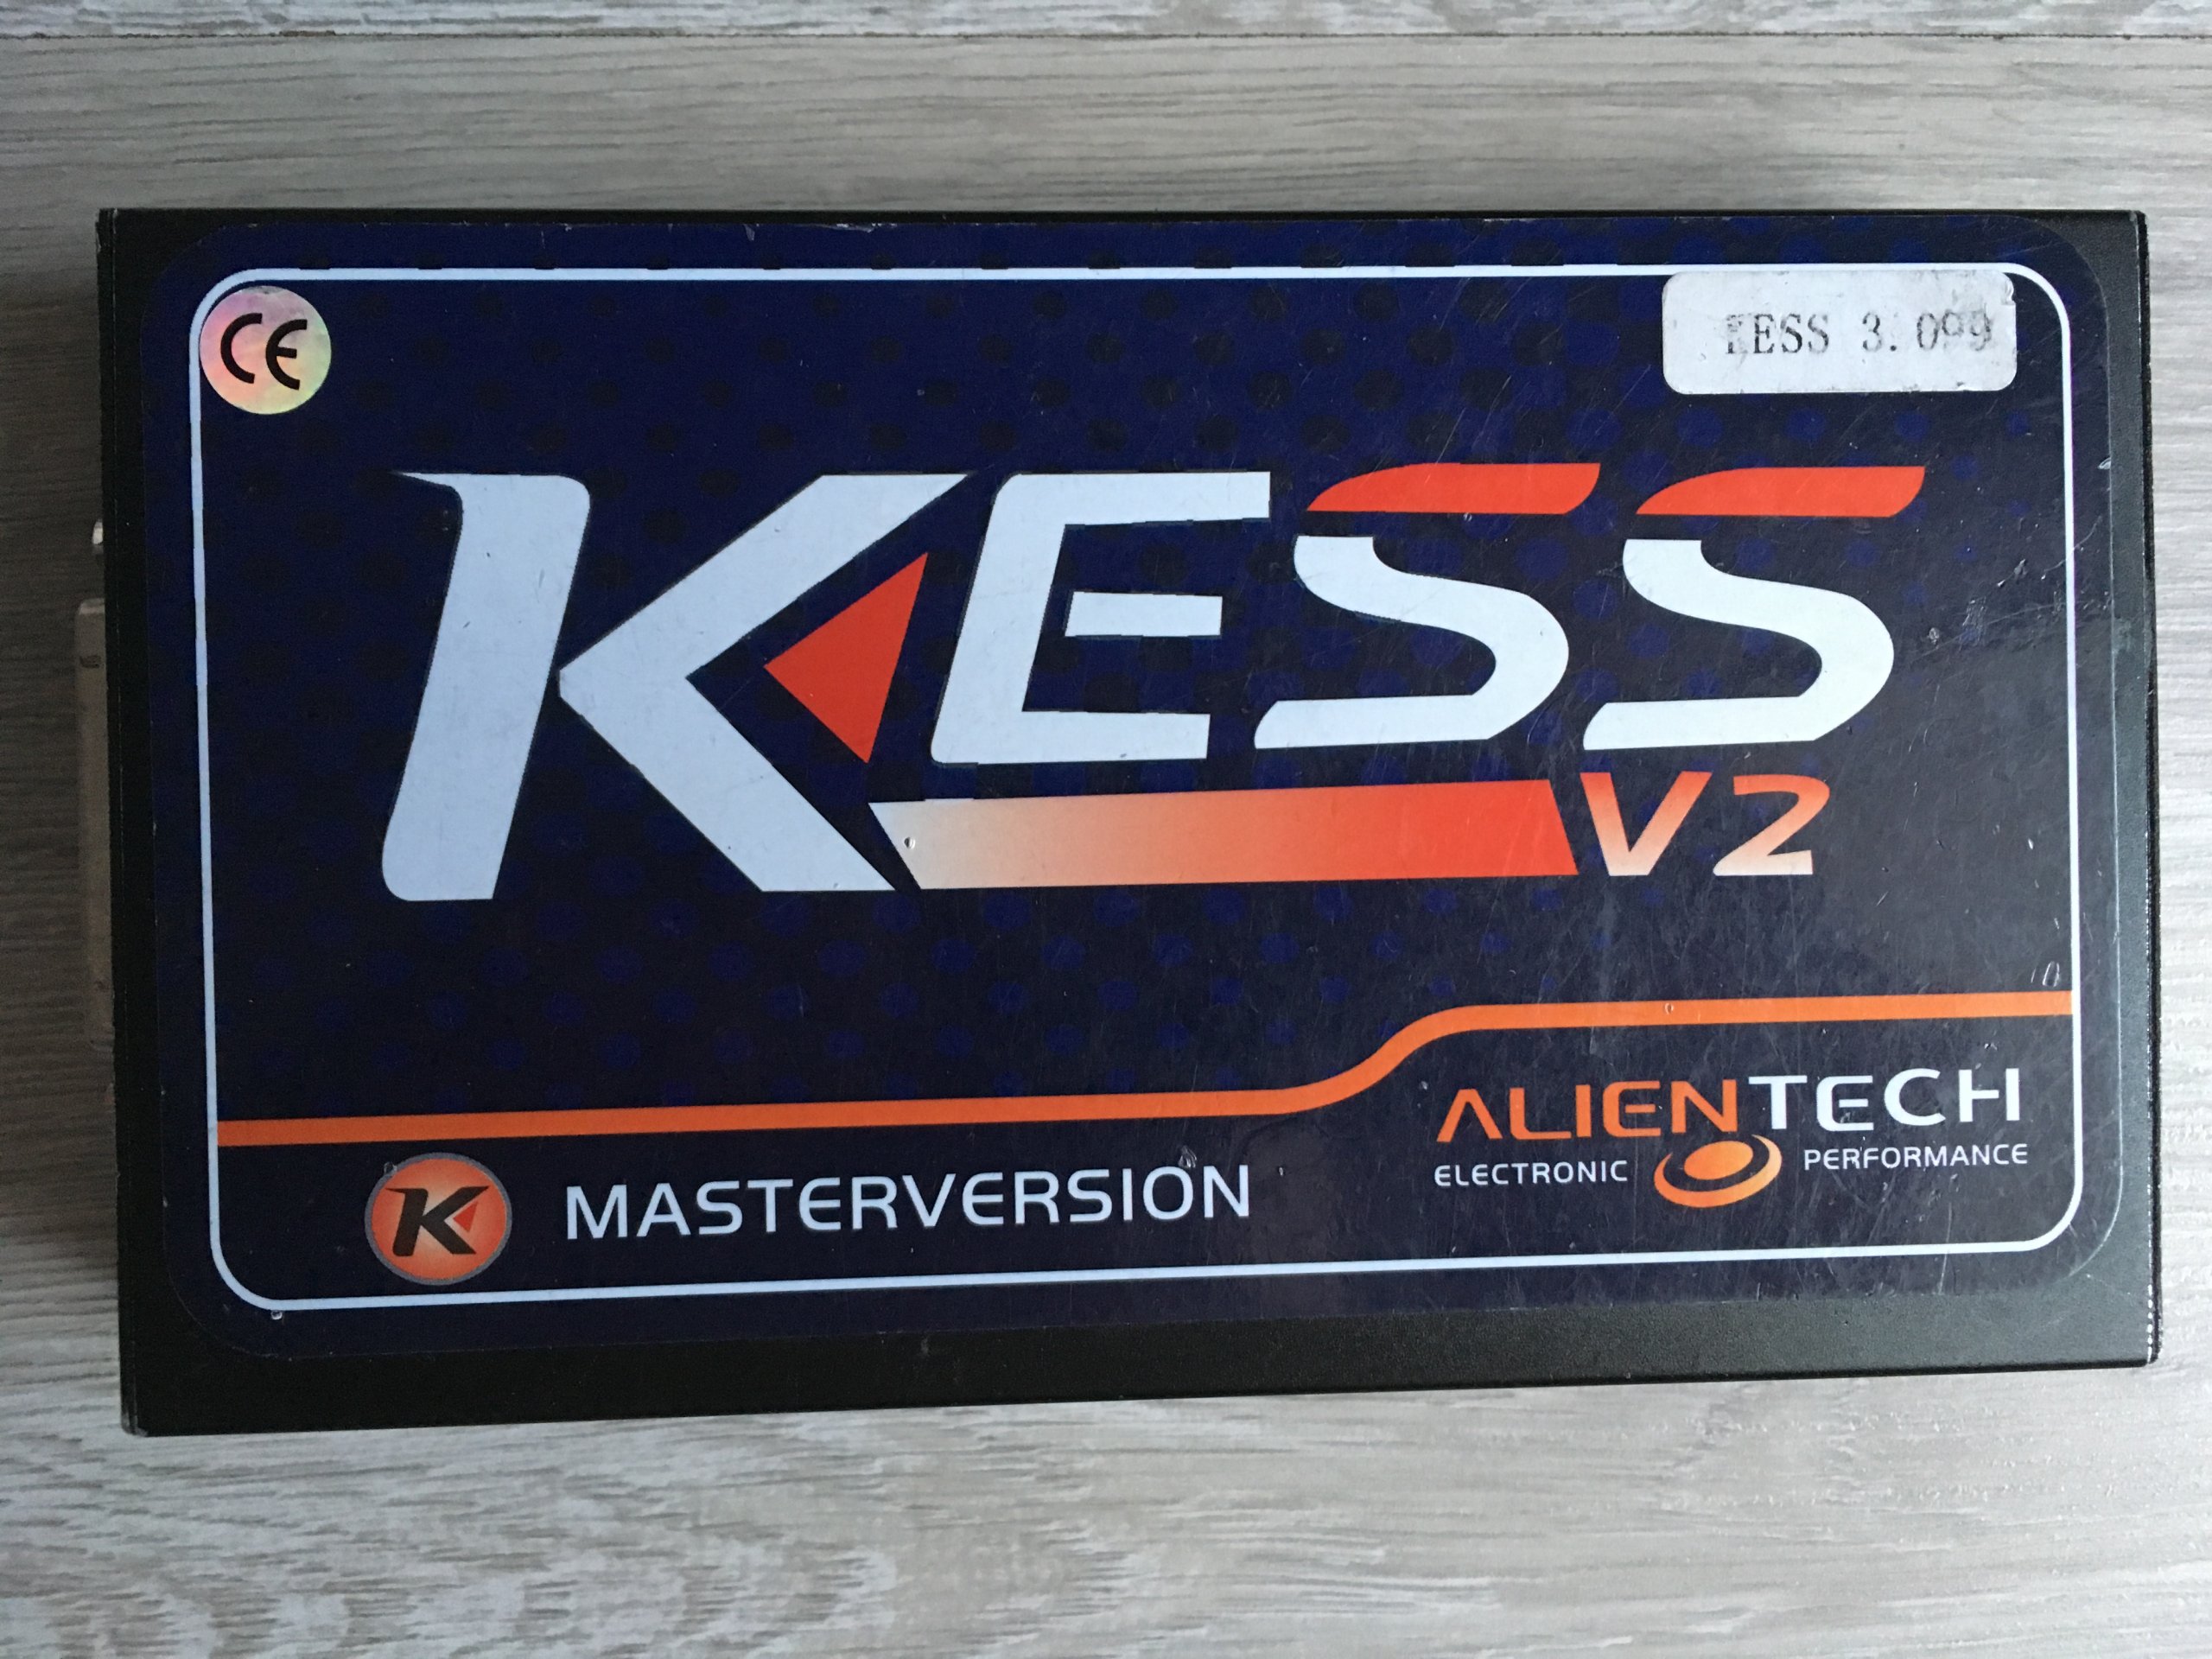 CE
KESS 3.099
KESS
V2
ALIENTECH
ELECTRONIC PERFORMANCE
K MASTERVERSION